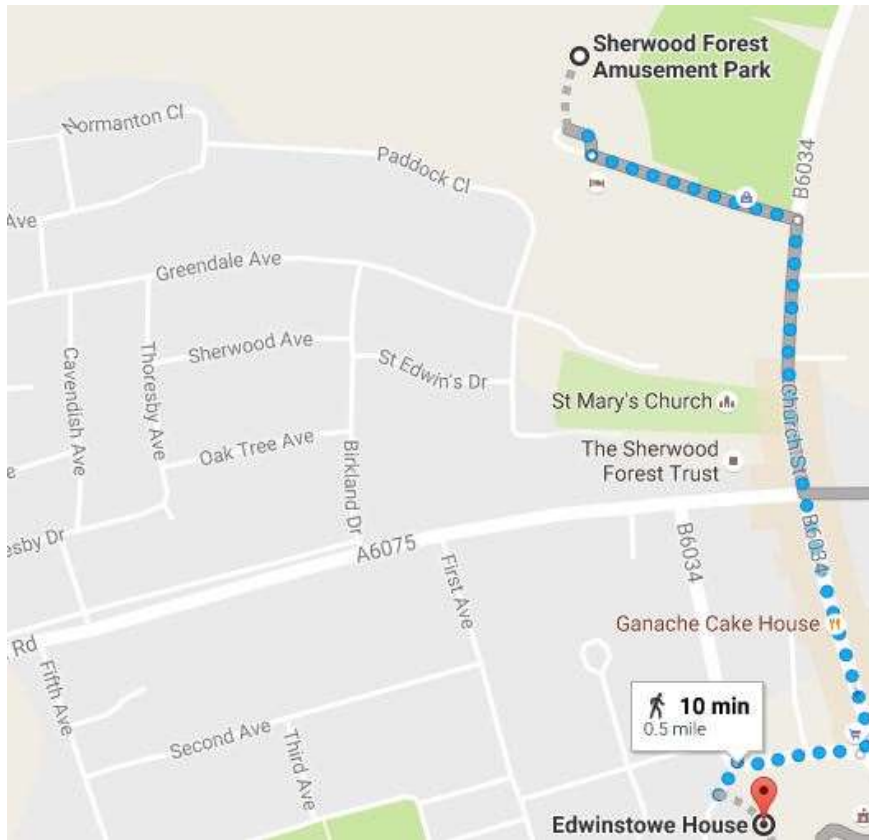 Sherwood Forest
Amusement Park
Normanton Cl
Paddock Cl
B6034
Ave
Greendale Ave
Sherwood Ave
St Edwin's Dr
Cavendish Ave
Thoresby Ave
St Mary's Church
Church St
Oak Tree Ave
Birkland Dr
The Sherwood
Forest Trust
e
esby Dr
A6075
B6034
B6034
First Ave
Ganache Cake House
Rd
Fifth Ave
10 min
0.5 mile
Second Ave
Third Ave
Edwinstowe House